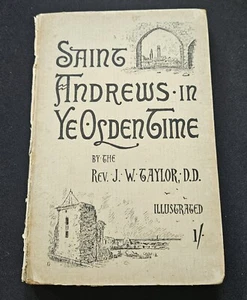 SAINT
ANDREWS · IN
YE OLDEN TIME
BY THE
REV. J. W. TAYLOR, D.D.
ILLUSTRATED
1/-